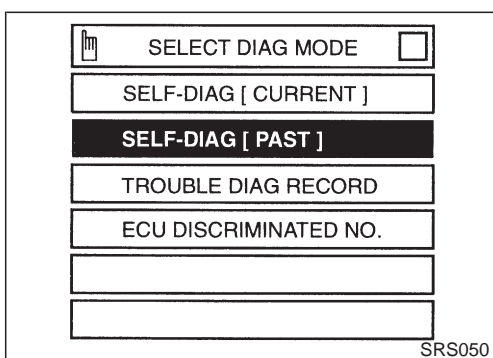 SELECT DIAG MODE
SELF-DIAG [ CURRENT ]
SELF-DIAG [ PAST ]
TROUBLE DIAG RECORD
ECU DISCRIMINATED NO.
SRS050